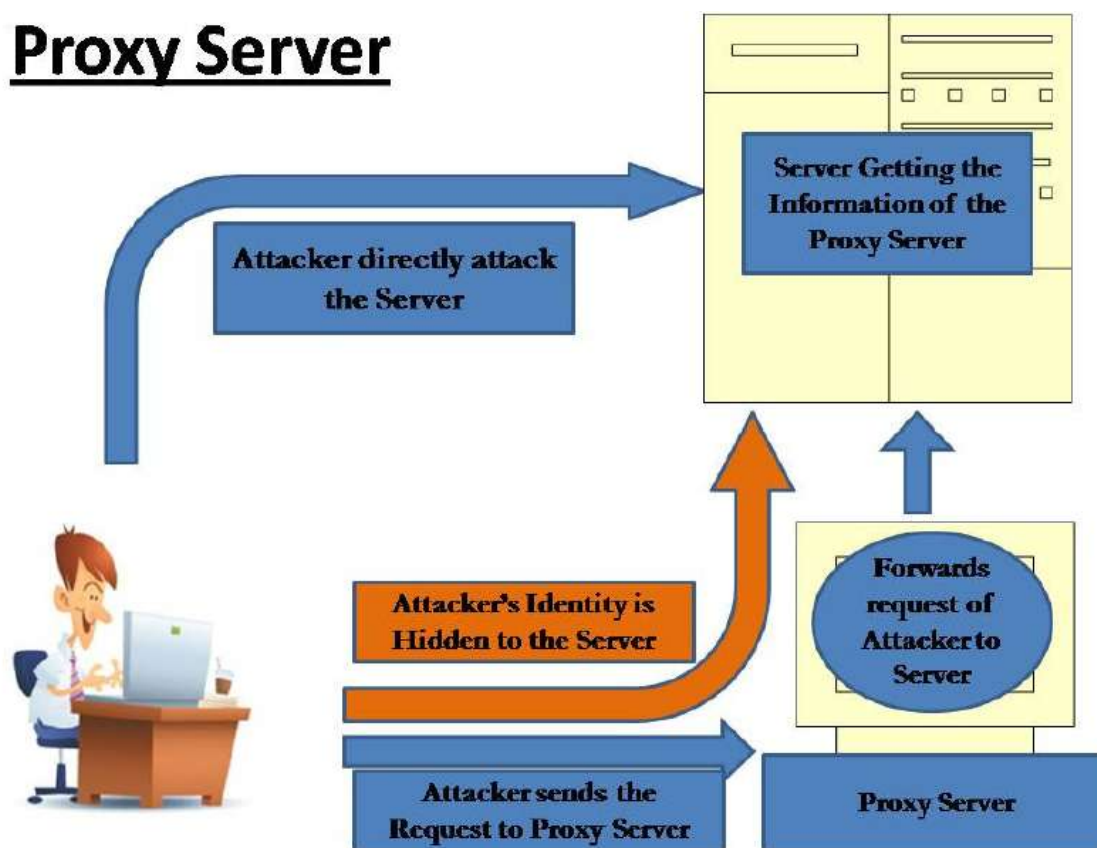 Proxy Server
Server Getting the
Information of the
Proxy Server
Attacker directly attack
the Server
Attacker's Identity is
Hidden to the Server
Forwards
request of
Attacker to
Server
Attacker sends the
Request to Proxy Server
Proxy Server